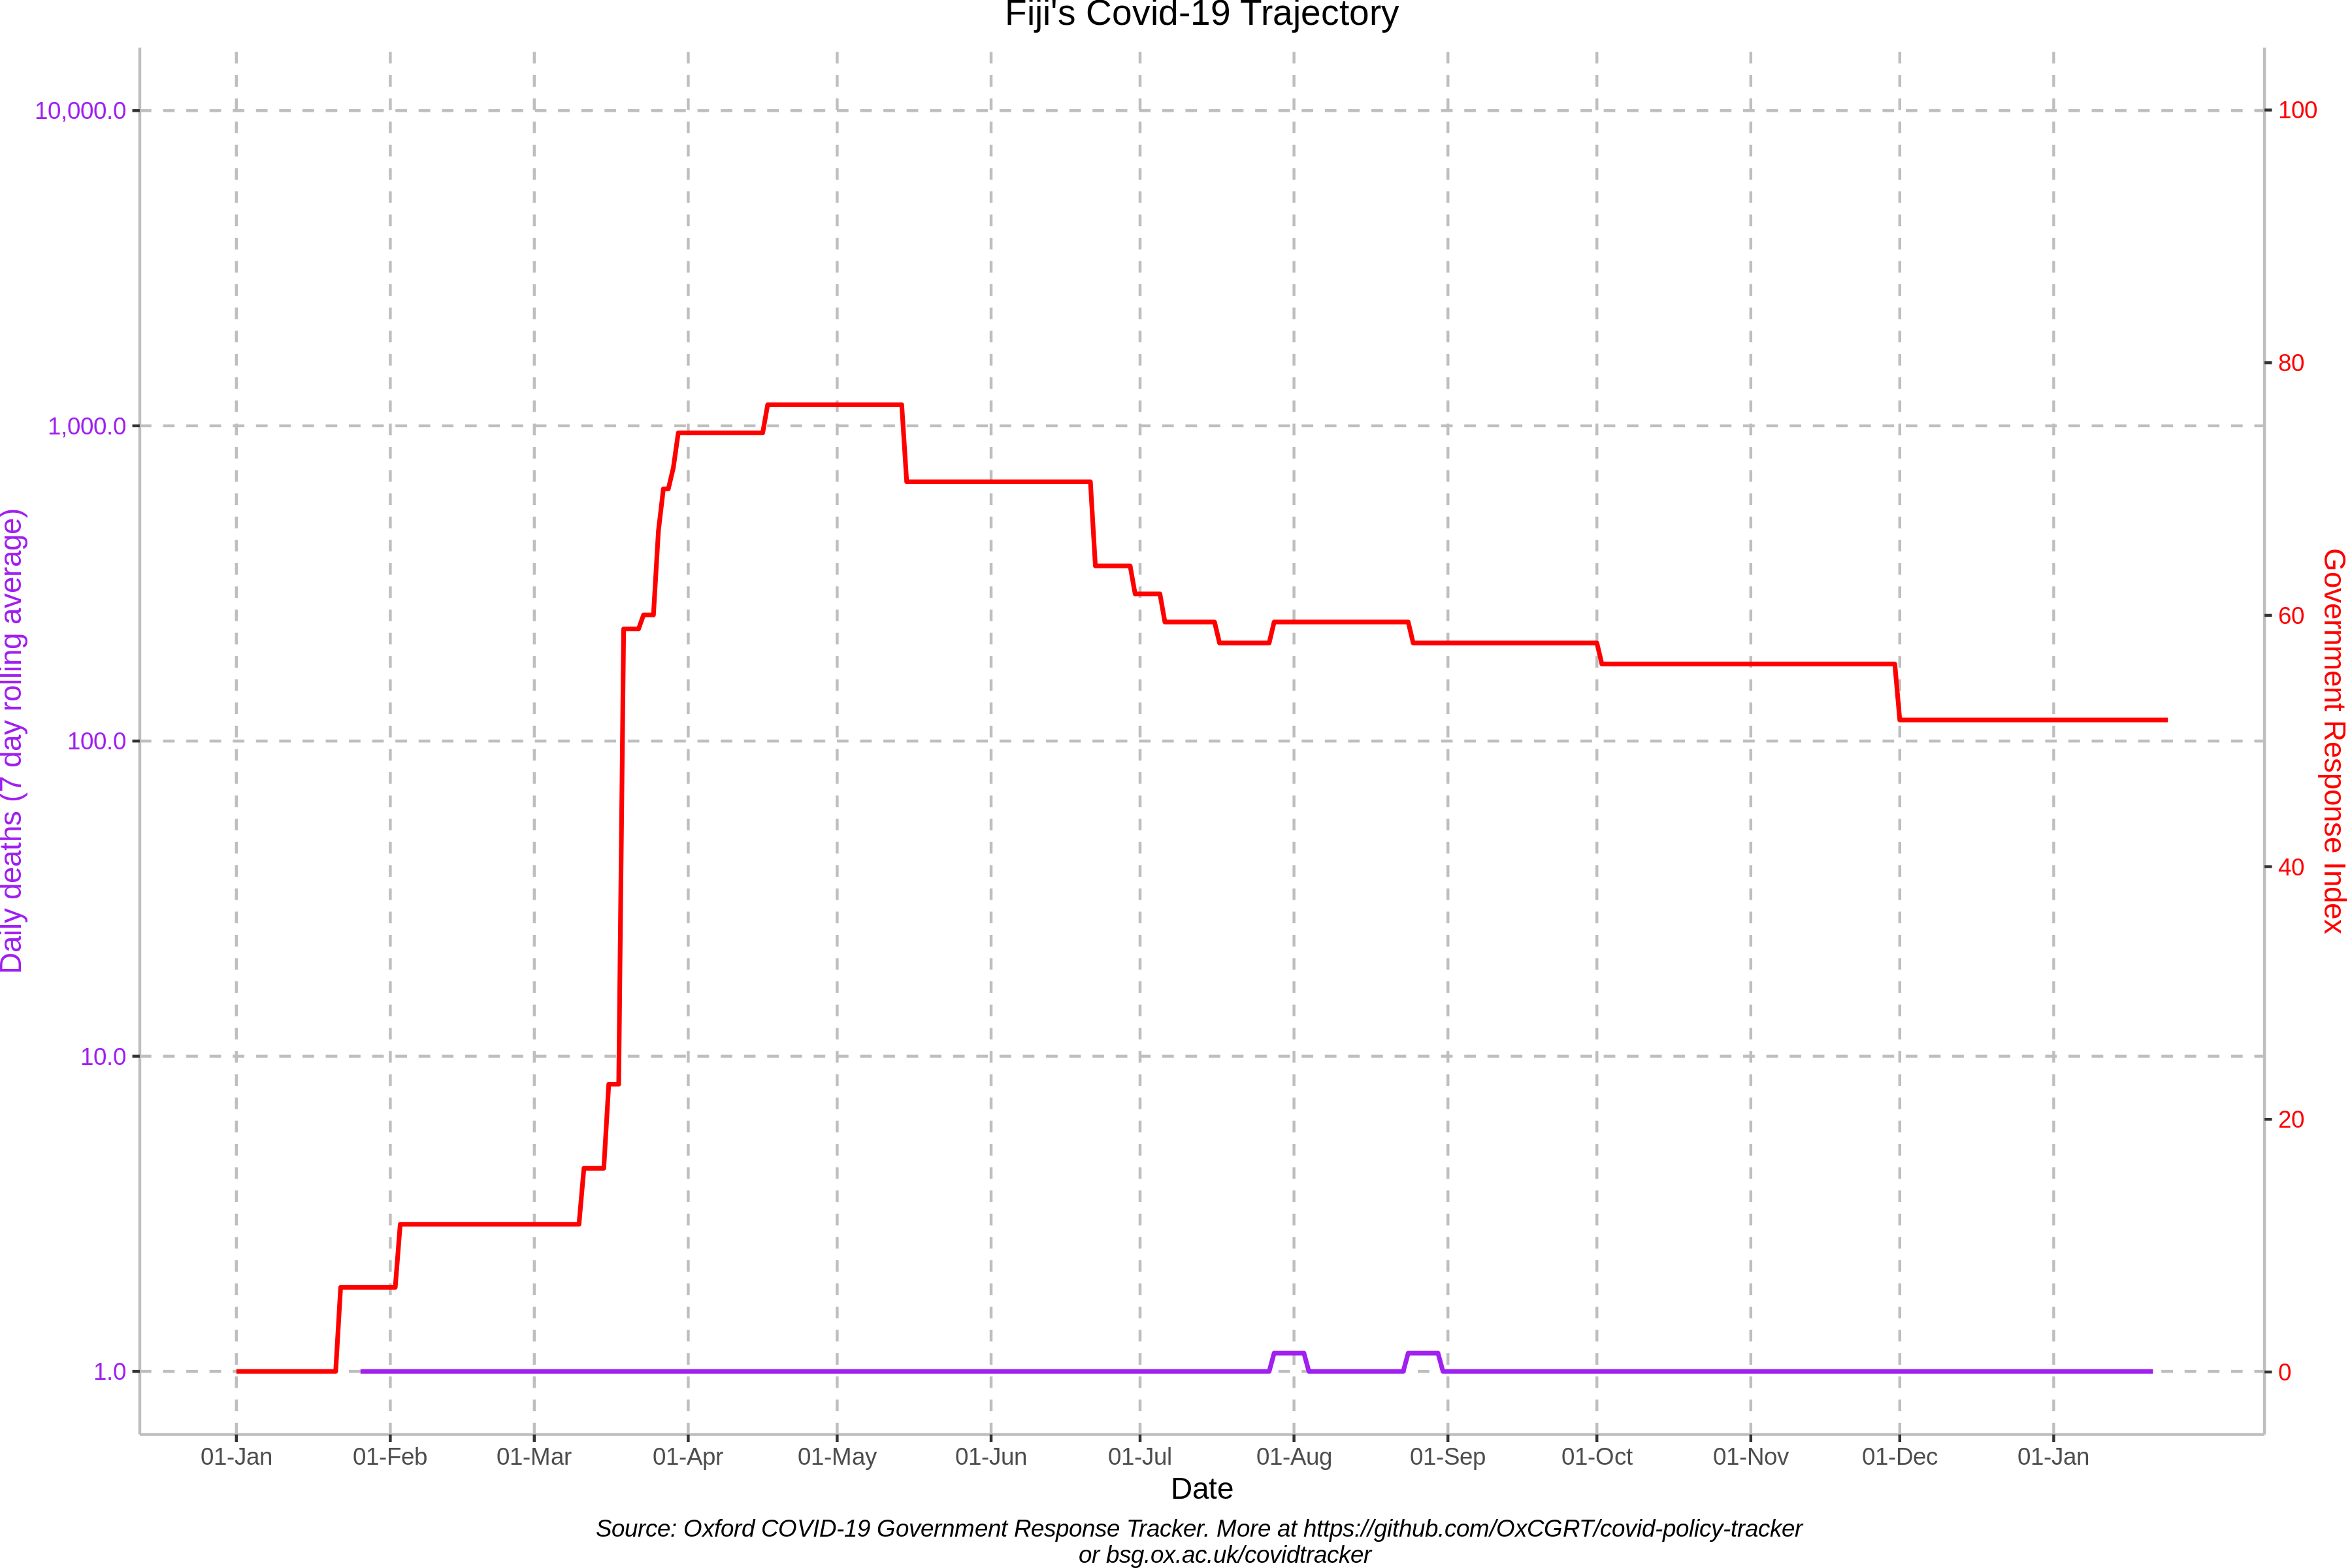 Fiji's Covid-19 Trajectory
10,000.0
1,000.0
100.0
10.0
1.0
Daily deaths (7 day rolling average)
100
80
60
40
20
0
Government Response Index
01-Jan
01-Feb
01-Mar
01-Apr
01-May
01-Jun
01-Jul
01-Aug
01-Sep
01-Oct
01-Nov
01-Dec
01-Jan
Date
Source: Oxford COVID-19 Government Response Tracker. More at https://github.com/OxCGRT/covid-policy-tracker
or bsg.ox.ac.uk/covidtracker